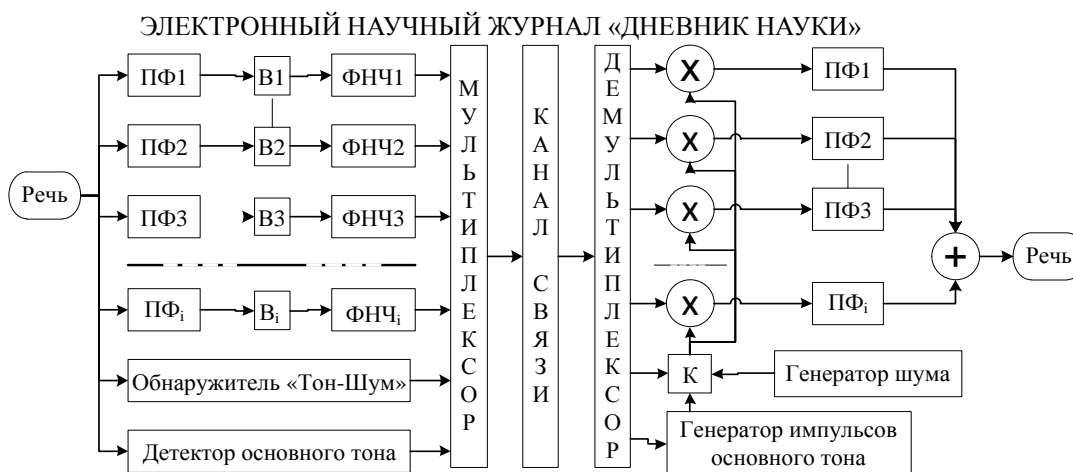 ЭЛЕКТРОННЫЙ НАУЧНЫЙ ЖУРНАЛ «ДНЕВНИК НАУКИ»
Речь
ПФ1 В1 ФНЧ1
ПФ2 В2 ФНЧ2
ПФ3 В3 ФНЧ3
ПФi Вi ФНЧi
Обнаружитель «Тон-Шум»
Детектор основного тона
МУЛЬТИПЛЕКСОР
КАНАЛ СВЯЗИ
ДЕМУЛЬТИПЛЕКСОР
X ПФ1
X ПФ2
X ПФ3
X ПФi
К
Генератор шума
Генератор импульсов
основного тона
+
Речь